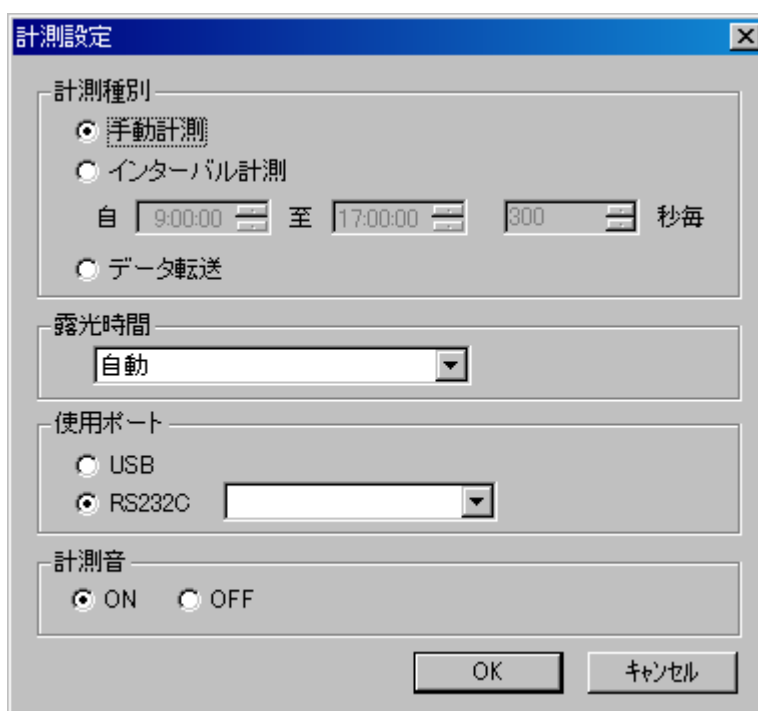 計測設定
計測種別
手動計測
インターバル計測
自 9:00:00 至 17:00:00 300 秒毎
データ転送
露光時間
自動
使用ポート
USB
RS232C
計測音
ON OFF
OK キャンセル